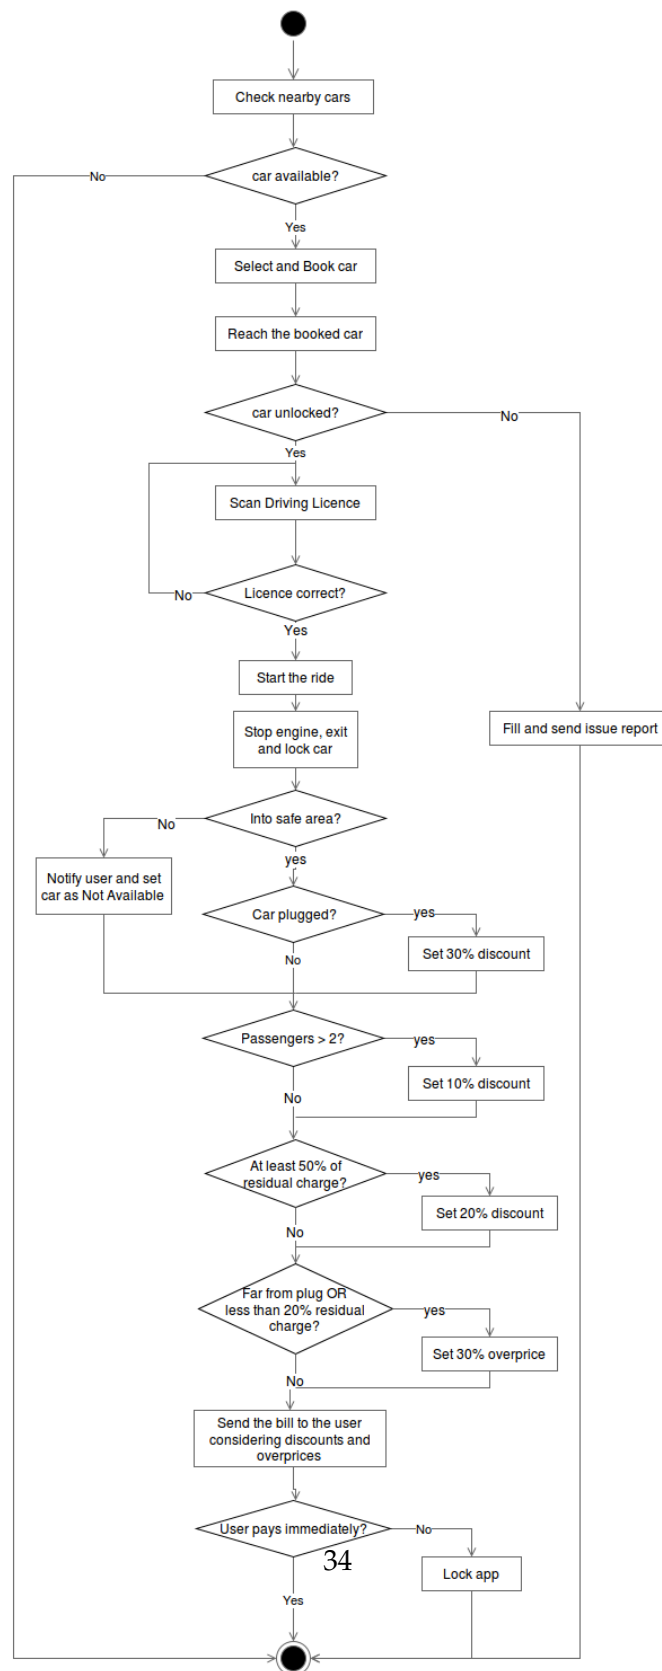 Check nearby cars
No
car available?
Yes
Select and Book car
Reach the booked car
car unlocked?
No
Yes
Scan Driving Licence
Licence correct?
No
Yes
Start the ride
Stop engine, exit
and lock car
Fill and send issue report
Into safe area?
No
yes
Notify user and set
car as Not Available
Car plugged?
yes
Set 30% discount
No
Passengers > 2?
yes
Set 10% discount
No
At least 50% of
residual charge?
yes
Set 20% discount
No
Far from plug OR
less than 20% residual
charge?
yes
Set 30% overprice
No
Send the bill to the user
considering discounts and
overprices
User pays immediately?
No
34
Lock app
Yes